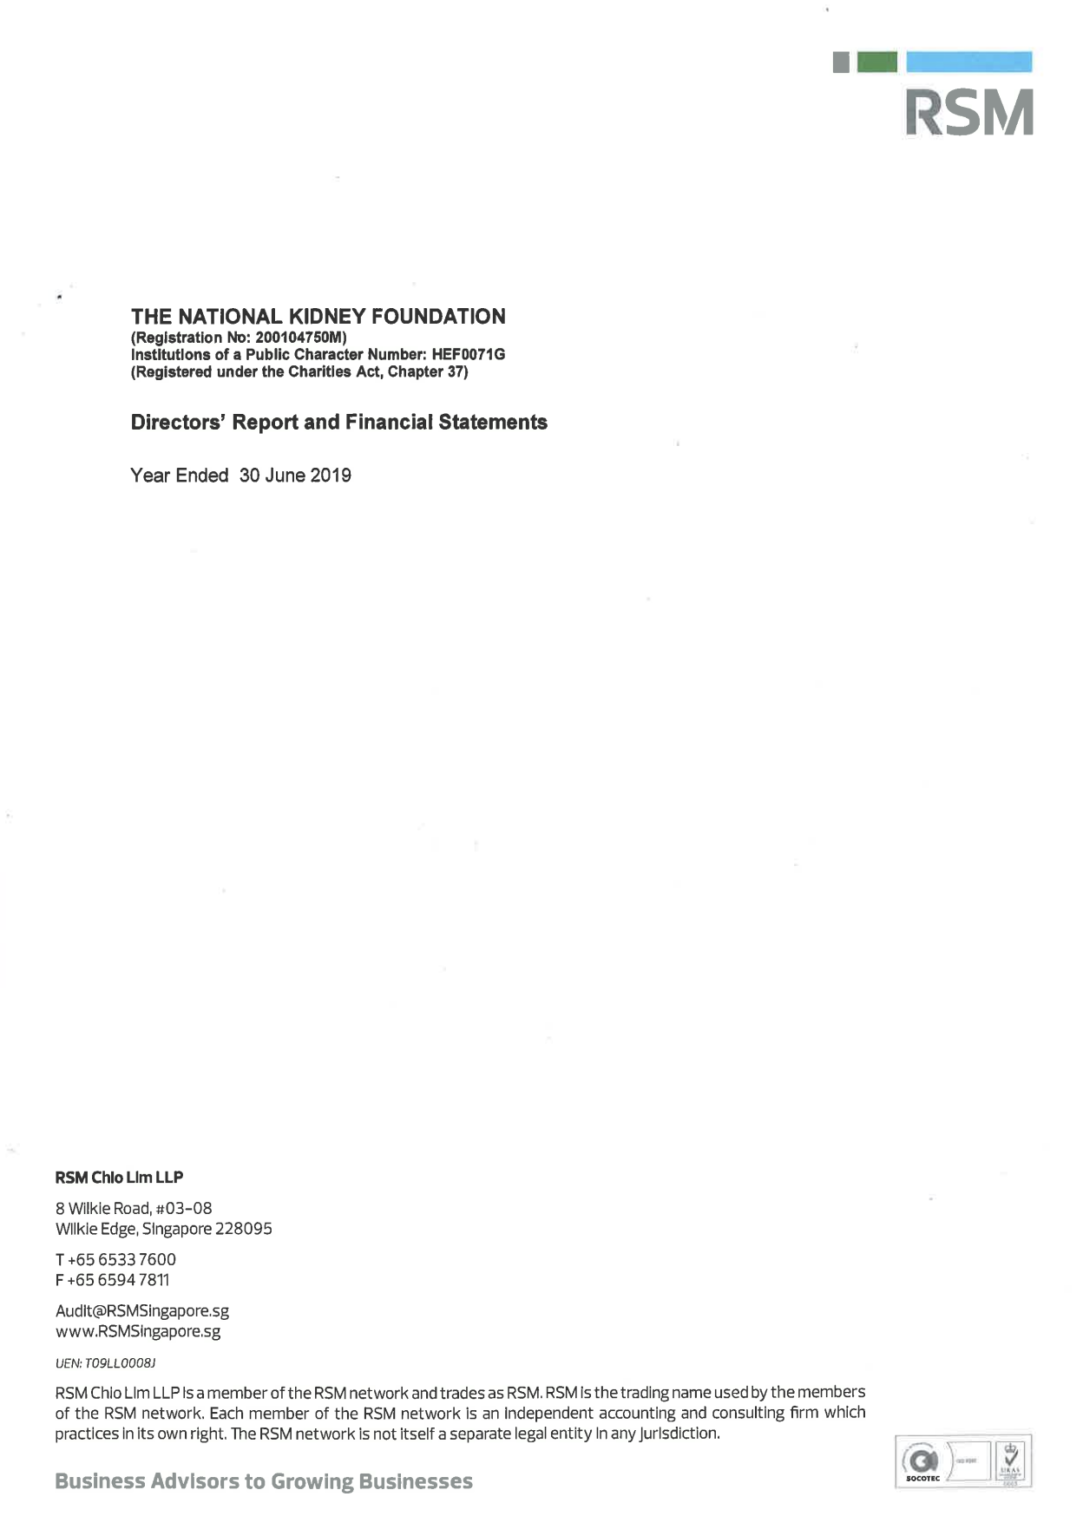 RSM
THE NATIONAL KIDNEY FOUNDATION
(Registration No: 200104750M)
Institutions of a Public Character Number: HEF0071G
(Registered under the Charities Act, Chapter 37)
Directors' Report and Financial Statements
Year Ended 30 June 2019
RSM Chio Lim LLP
8 Wilkie Road, #03-08
Wilkie Edge, Singapore 228095
T +65 6533 7600
F +65 6594 7811
Audit@RSMSingapore.sg
www.RSMSingapore.sg
UEN: T09LL0008J
RSM Chio Lim LLP is a member of the RSM network and trades as RSM. RSM is the trading name used by the members
of the RSM network. Each member of the RSM network is an independent accounting and consulting firm which
practices in its own right. The RSM network is not itself a separate legal entity in any jurisdiction.
Business Advisors to Growing Businesses
SOCOTEC
UKAS